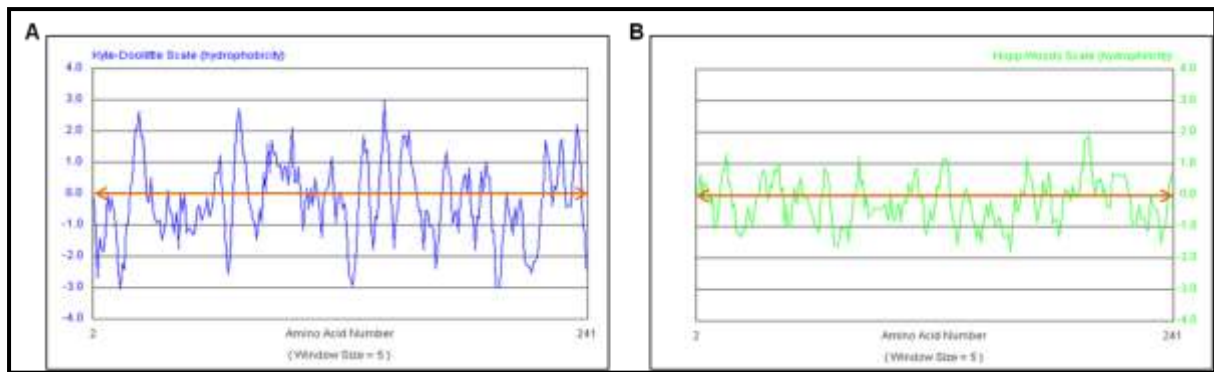 A
Kyte-Doolittle Scale (hydrophobicity)
4.0
3.0
2.0
1.0
0.0
-1.0
-2.0
-3.0
-4.0
2
Amino Acid Number
241
( Window Size = 5 )
B
Hopp-Woods Scale (hydrophilicity)
4.0
3.0
2.0
1.0
0.0
-1.0
-2.0
-3.0
-4.0
2
Amino Acid Number
241
( Window Size = 5 )